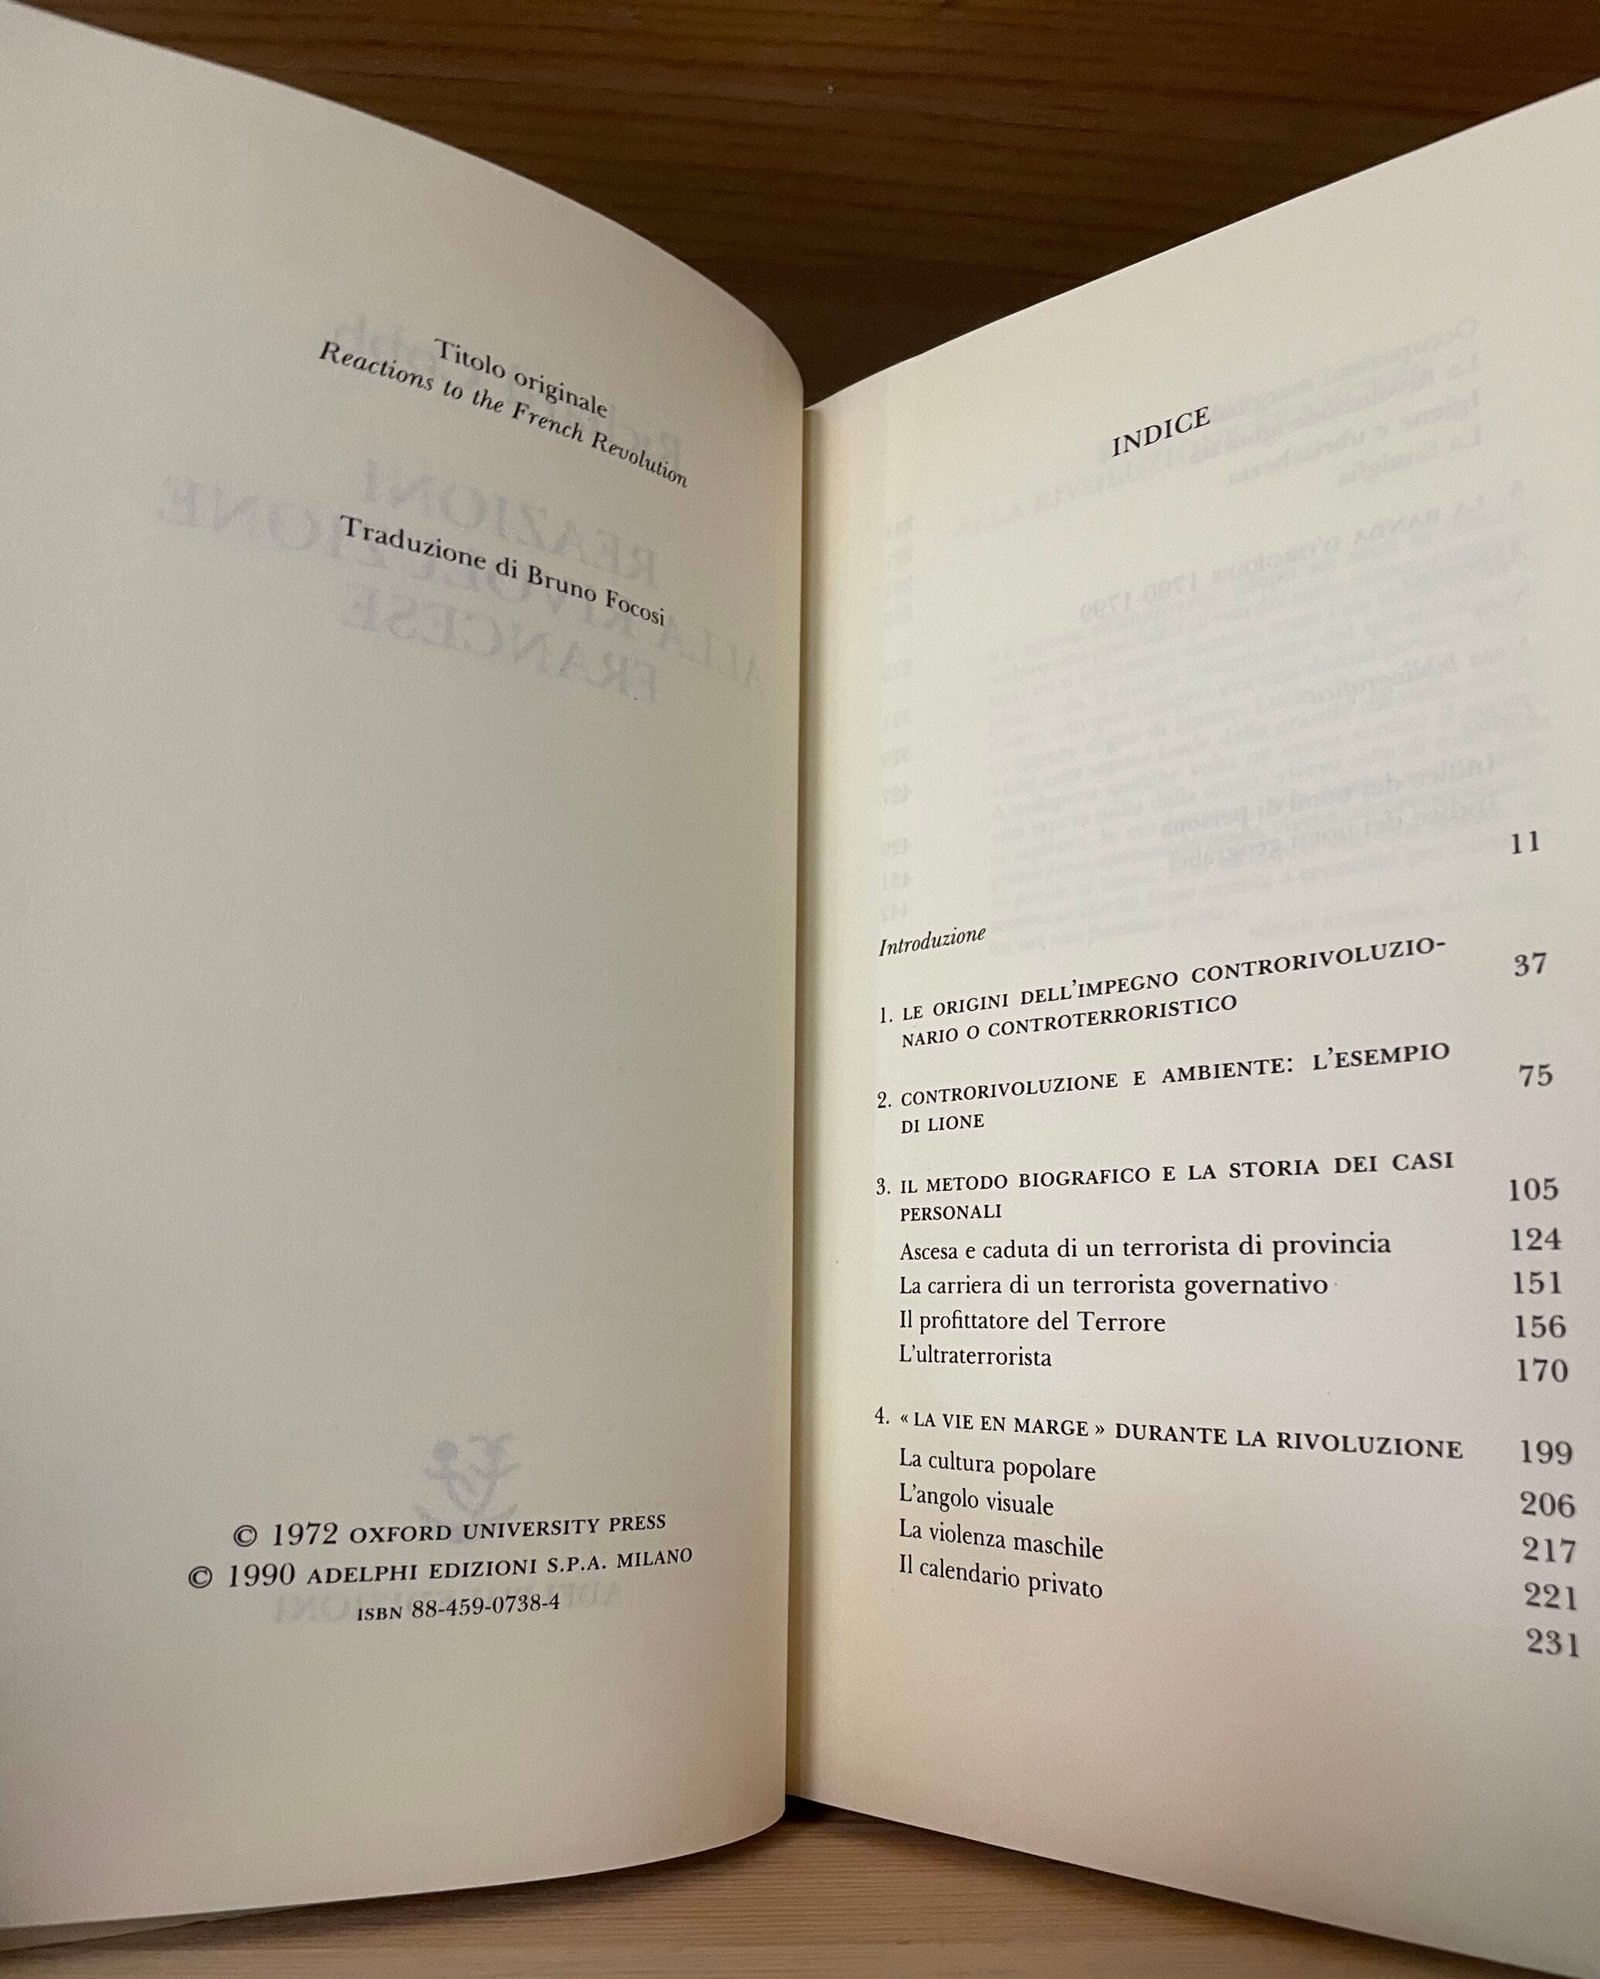 Titolo originale
Reactions to the French Revolution
Traduzione di Bruno Focosi
© 1972 OXFORD UNIVERSITY PRESS
© 1990 ADELPHI EDIZIONI S.P.A. MILANO
ISBN 88-459-0738-4
INDICE
Introduzione 11
1. LE ORIGINI DELL'IMPEGNO CONTRORIVOLUZIO-
NARIO O CONTROTERRORISTICO 37
2. CONTRORIVOLUZIONE E AMBIENTE: L'ESEMPIO
DI LIONE 75
3. IL METODO BIOGRAFICO E LA STORIA DEI CASI
PERSONALI 105
Ascesa e caduta di un terrorista di provincia 124
La carriera di un terrorista governativo 151
Il profittatore del Terrore 156
L'ultraterrorista 170
4. « LA VIE EN MARGE » DURANTE LA RIVOLUZIONE 199
La cultura popolare 206
L'angolo visuale 217
La violenza maschile 221
Il calendario privato 231